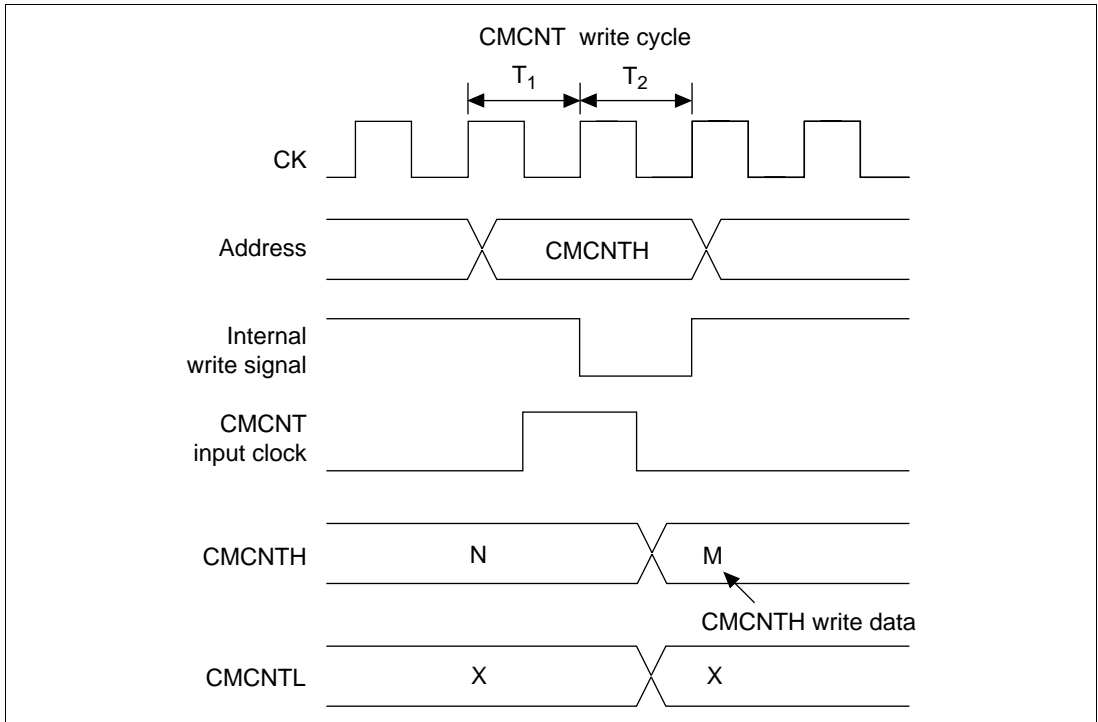 CMCNT write cycle
T1 T2
CK
Address CMCNTH
Internal
write signal
CMCNT
input clock
CMCNTH N M
CMCNTH write data
CMCNTL X X